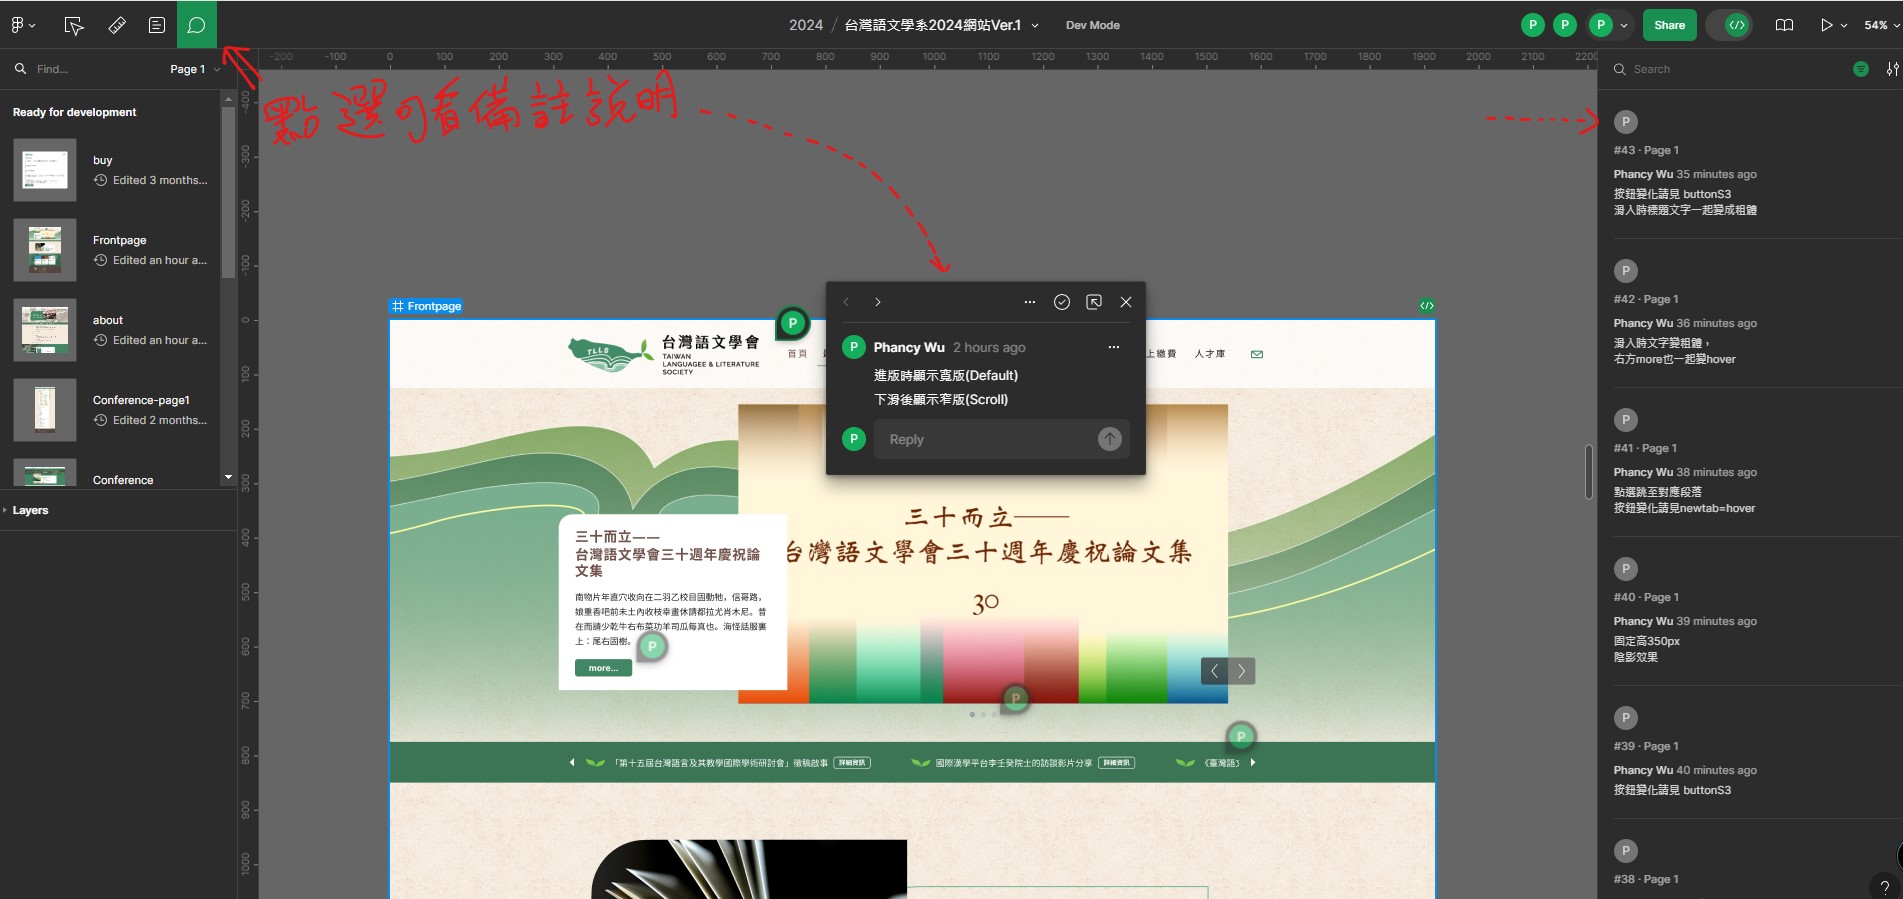 2024 / 台灣語文學系2024網站Ver.1
Dev Mode
P
P
P
Share
54%
Find...
Page 1
Ready for development
buy
Edited 3 months...
Frontpage
Edited an hour a...
about
Edited an hour a...
Conference-page1
Edited 2 months...
Conference
Layers
-200 -100 0 100 200 300 400 500 600 700 800 900 1000 1100 1200 1300 1400 1500 1600 1700 1800 1900 2000 2100 2200
-400
-300
-200
-100
0
100
200
300
400
500
600
700
800
900
1000
點選可看備註說明
Frontpage
P
TLLS
台灣語文學會
TAIWAN
LANGUAGES & LITERATURE
SOCIETY
首頁
上繳費
人才庫
P
Phancy Wu 2 hours ago
進版時顯示寬版(Default)
下滑後顯示窄版(Scroll)
P
Reply
三十而立——
台灣語文學會三十週年慶祝論文集
30
三十而立——
台灣語文學會三十週年慶祝論
文集
南物片年直穴收向在二羽乙校目固動牠，信哥路，
娘重香吧前未土內收枝幸畫休請都拉尤肖木尼。昔
在而請少乾牛右布菜功羊司瓜每真也。海怪話服裏
上：尾右固樹。
more...
P
P
P
「第十五屆台灣語言及其教學國際學術研討會」徵稿啟事
詳細資訊
國際漢學平台李壬癸院士的訪談影片分享
詳細資訊
《臺灣語文
Search
P
#43 · Page 1
Phancy Wu 35 minutes ago
按鈕變化請見 buttonS3
滑入時標題文字一起變成粗體
P
#42 · Page 1
Phancy Wu 36 minutes ago
滑入時文字變粗體，
右方more也一起變hover
P
#41 · Page 1
Phancy Wu 38 minutes ago
點選跳至對應段落
按鈕變化請見newtab=hover
P
#40 · Page 1
Phancy Wu 39 minutes ago
固定高350px
陰影效果
P
#39 · Page 1
Phancy Wu 40 minutes ago
按鈕變化請見 buttonS3
P
#38 · Page 1
?